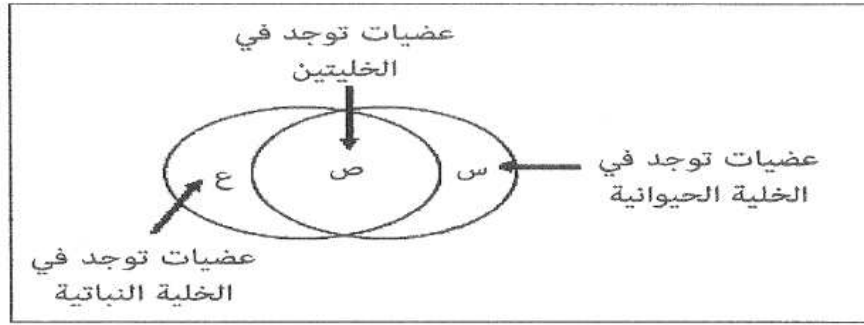 عضيات توجد في
الخليتين
ع
ص
س
عضيات توجد في
الخلية الحيوانية
عضيات توجد في
الخلية النباتية